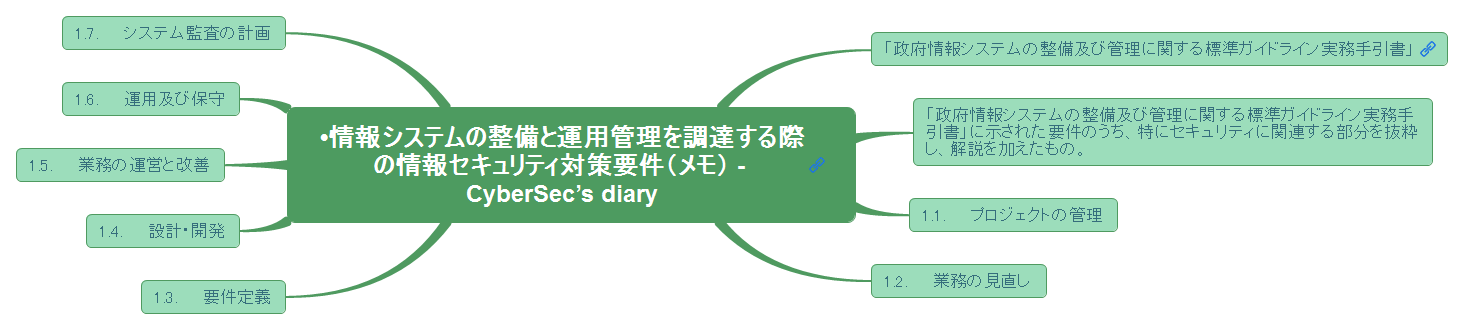 •情報システムの整備と運用管理を調達する際
の情報セキュリティ対策要件（メモ） -
CyberSec’s diary
「政府情報システムの整備及び管理に関する標準ガイドライン実務手引書」
「政府情報システムの整備及び管理に関する標準ガイドライン実務手
引書」に示された要件のうち、特にセキュリティに関連する部分を抜粋
し、解説を加えたもの。
1.1. プロジェクトの管理
1.2. 業務の見直し
1.3. 要件定義
1.4. 設計・開発
1.5. 業務の運営と改善
1.6. 運用及び保守
1.7. システム監査の計画